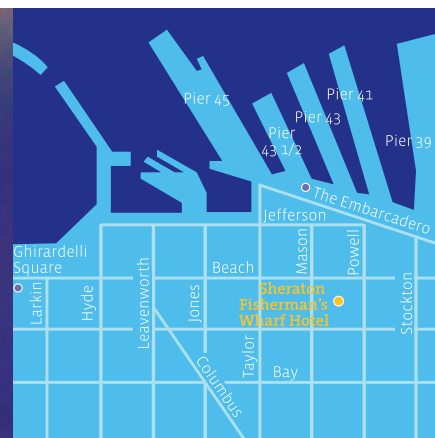 Pier 45
Pier 41
Pier 43
Pier
43 1/2
Pier 39
The Embarcadero
Jefferson
Ghirardelli
Square
Beach
Mason
Powell
Leavenworth
Larkin
Hyde
Jones
Stockton
Sheraton
Fisherman's
Wharf Hotel
Taylor
Columbus
Bay